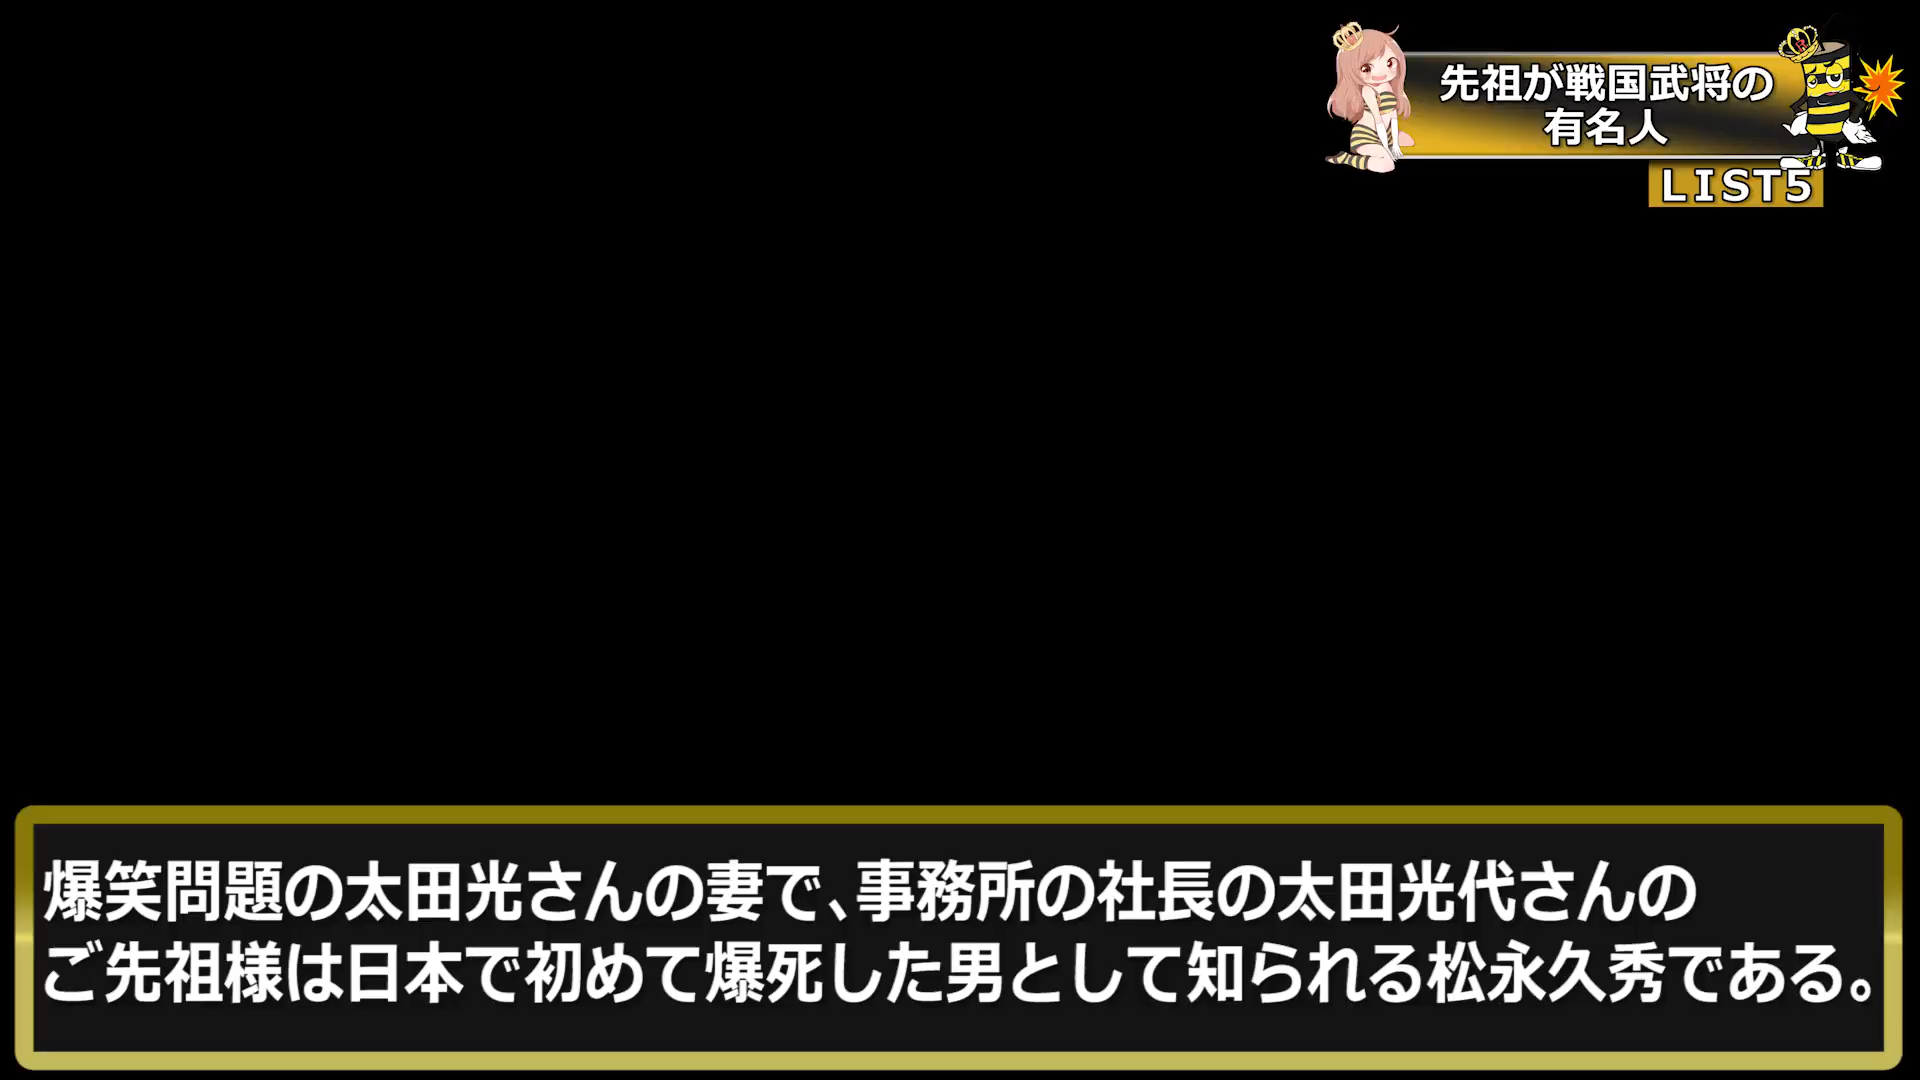 先祖が戦国武将の
有名人
LIST5
爆笑問題の太田光さんの妻で、事務所の社長の太田光代さんの
ご先祖様は日本で初めて爆死した男として知られる松永久秀である。